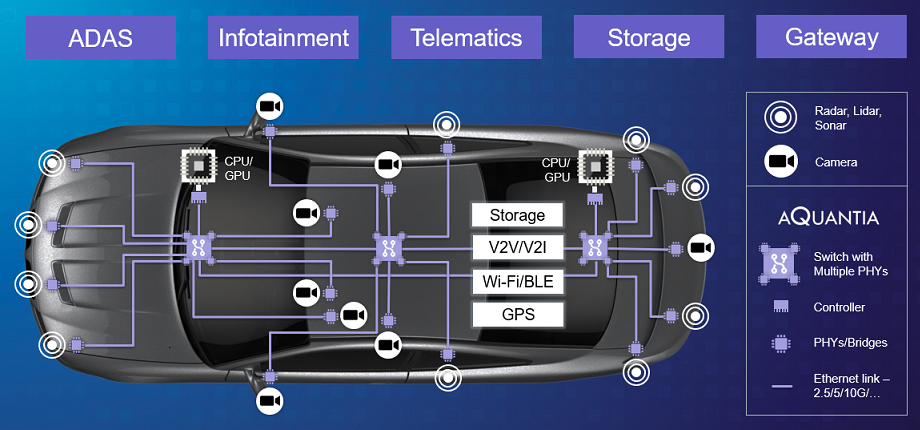 ADAS
Infotainment
Telematics
Storage
Gateway
CPU/
GPU
CPU/
GPU
Storage
V2V/V2I
Wi-Fi/BLE
GPS
Radar, Lidar,
Sonar
Camera
AQUANTIA
Switch with
Multiple PHYs
Controller
PHYs/Bridges
Ethernet link –
2.5/5/10G/…